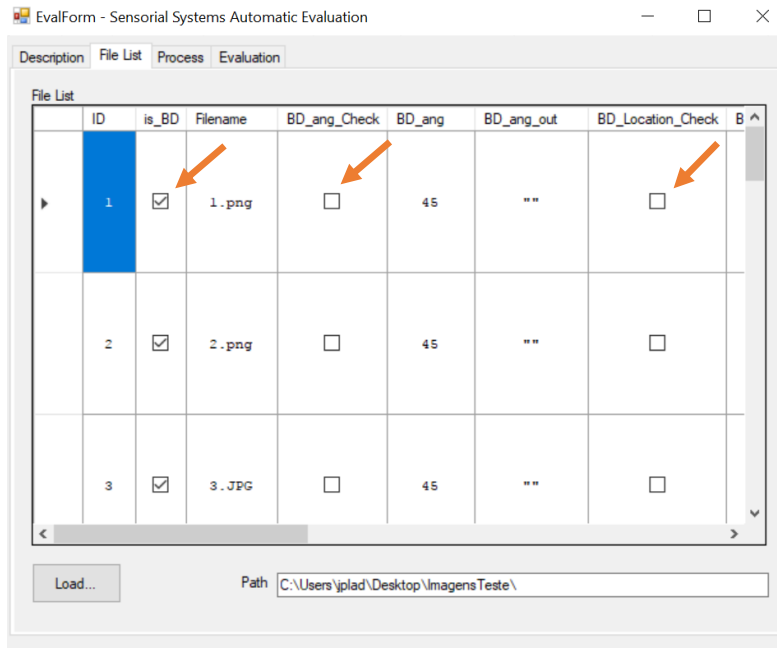 EvalForm - Sensorial Systems Automatic Evaluation
Description File List Process Evaluation
File List
ID is_BD Filename BD_ang_Check BD_ang BD_ang_out BD_Location_Check B
1 1.png 45 ""
2 2.png 45 ""
3 3.JPG 45 ""
Load... Path C:\Users\jplad\Desktop\ImagensTeste\